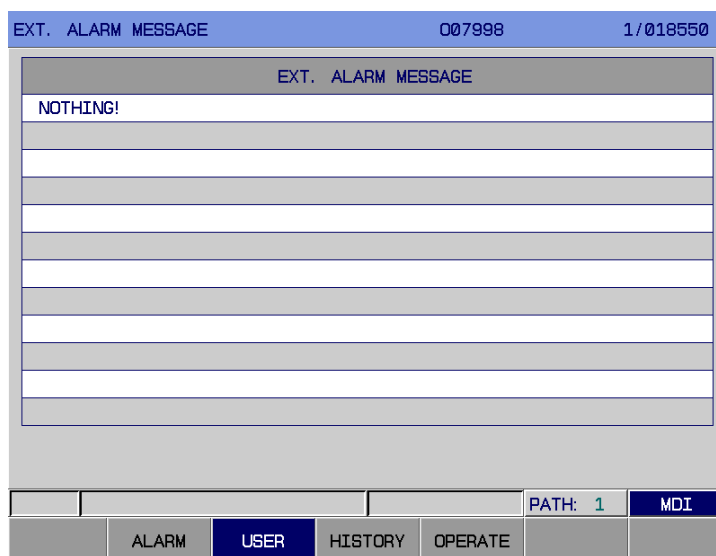 EXT. ALARM MESSAGE O07998 1/018550
EXT. ALARM MESSAGE
NOTHING!
PATH: 1 MDI
ALARM USER HISTORY OPERATE